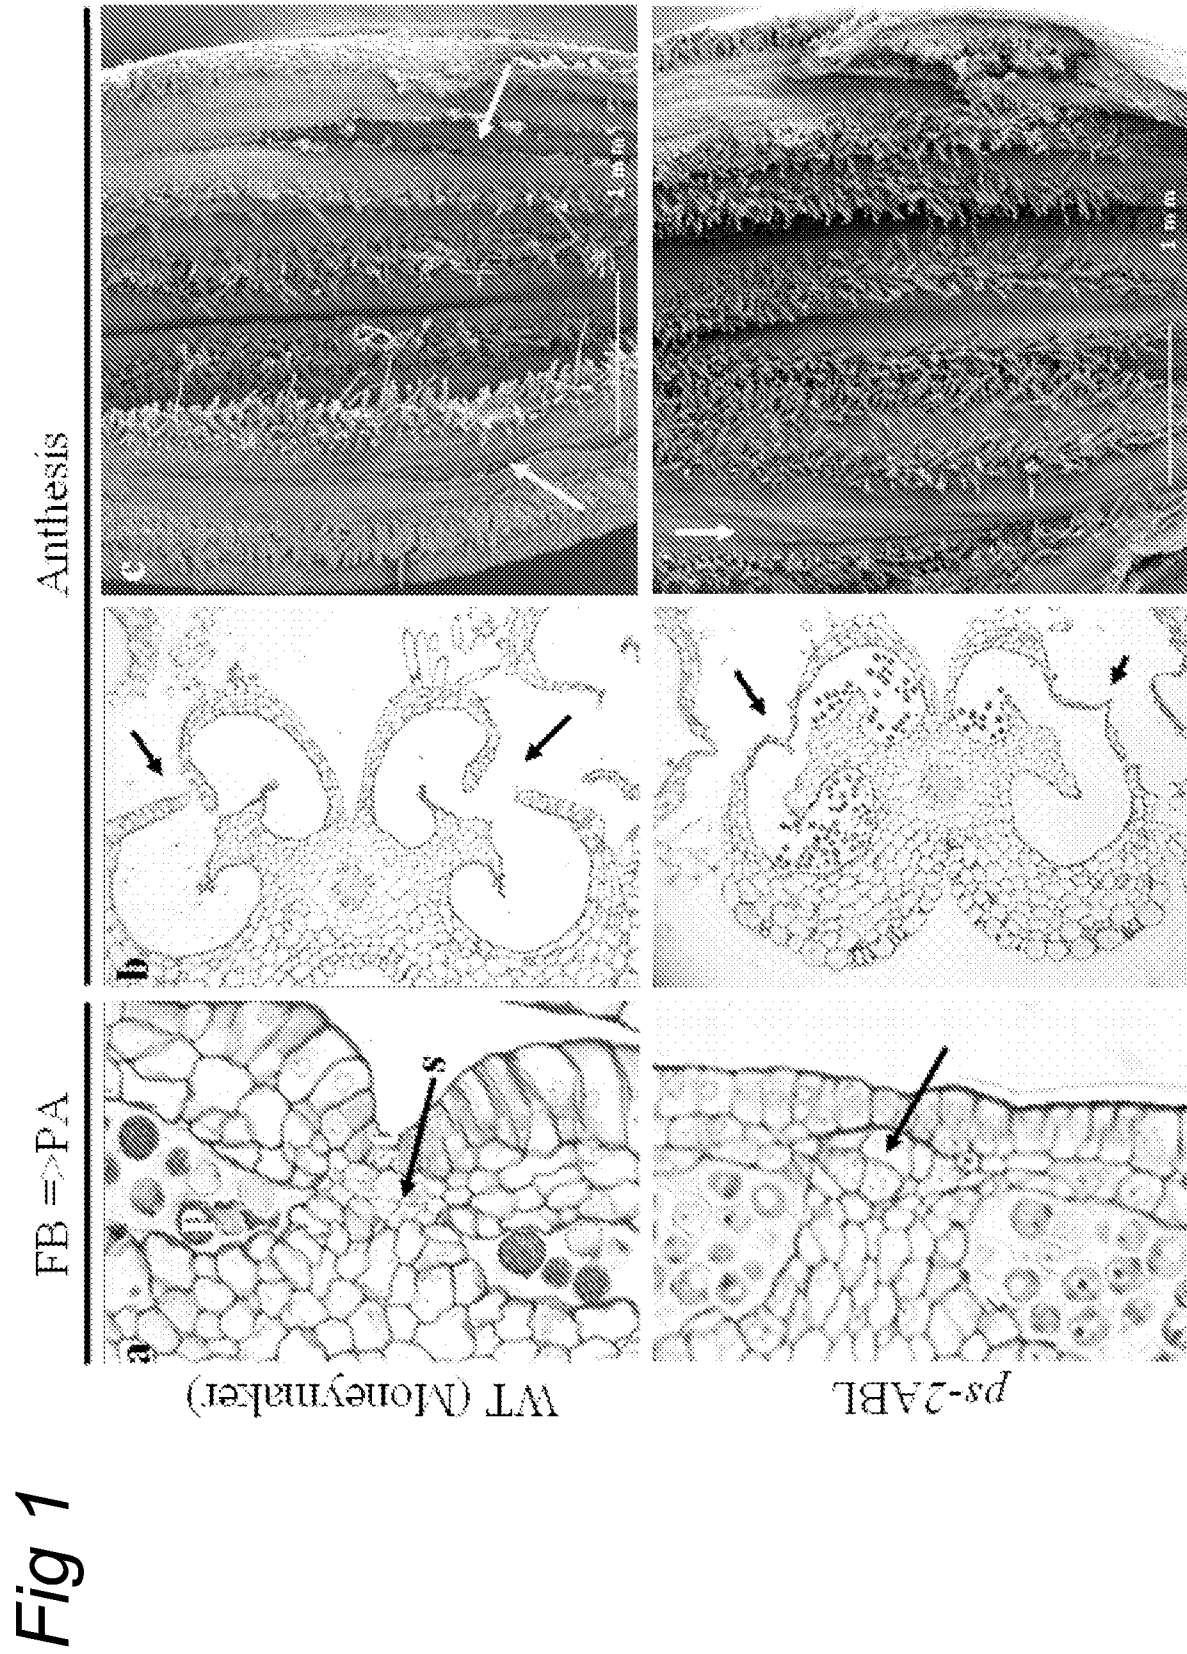 Fig 1
FB =>PA
Anthesis
WT (Moneymaker)
a
s
p
b
c
1 mm
ps-2ABL
1 mm